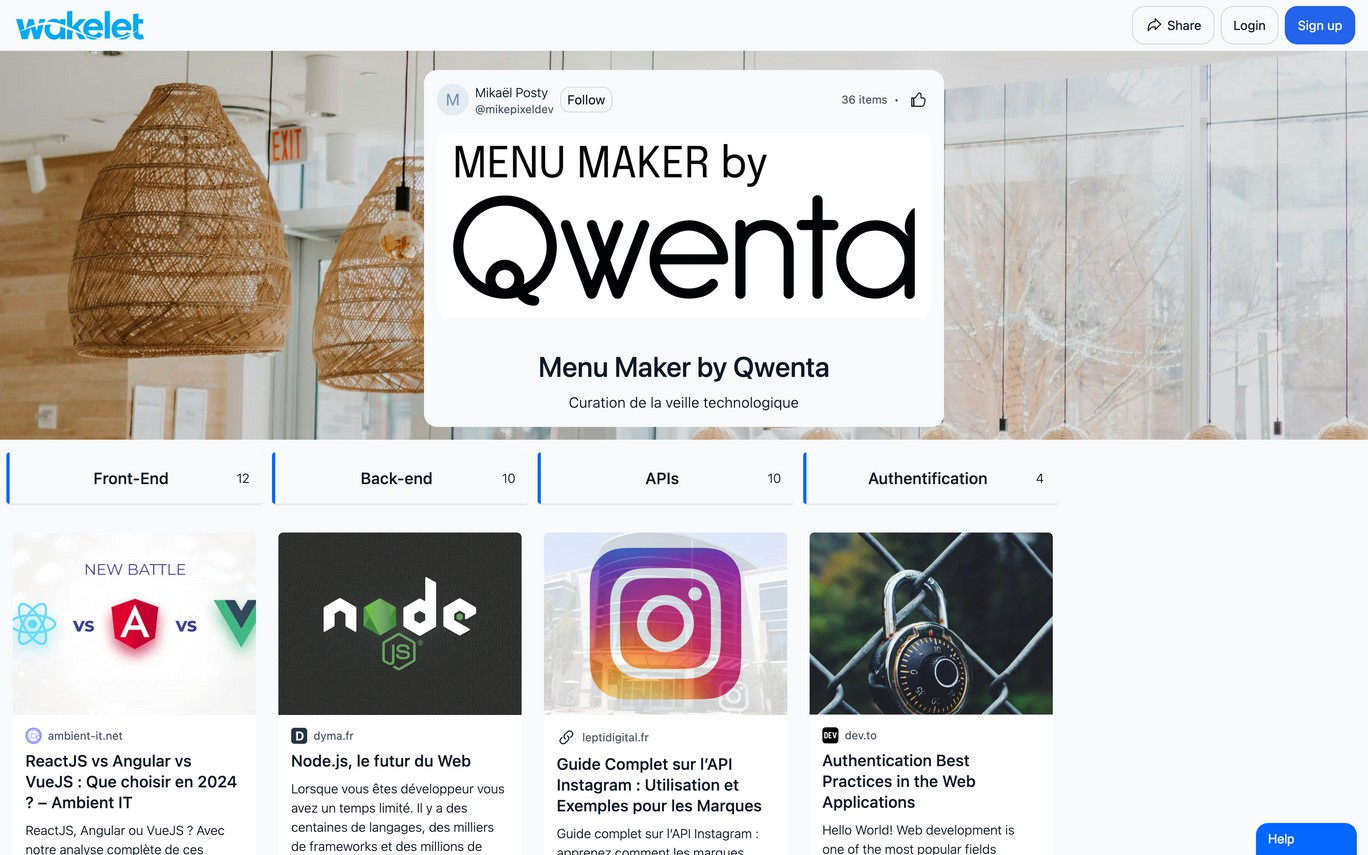 wakelet
Share
Login
Sign up
EXIT
M
Mikaël Posty
@mikepixeldev
Follow
36 items •
MENU MAKER by
Qwenta
Menu Maker by Qwenta
Curation de la veille technologique
Front-End
12
Back-end
10
APIs
10
Authentification
4
NEW BATTLE
VS
A
VS
ambient-it.net
ReactJS vs Angular vs
VueJS : Que choisir en 2024
? – Ambient IT
ReactJS, Angular ou VueJS ? Avec
notre analyse complète de ces
node
JS
D
dyma.fr
Node.js, le futur du Web
Lorsque vous êtes développeur vous
avez un temps limité. Il y a des
centaines de langages, des milliers
de frameworks et des millions de
leptidigital.fr
Guide Complet sur l’API
Instagram : Utilisation et
Exemples pour les Marques
Guide complet sur l’API Instagram :
apprenez comment les marques
DEV
dev.to
Authentication Best
Practices in the Web
Applications
Hello World! Web development is
one of the most popular fields
Help